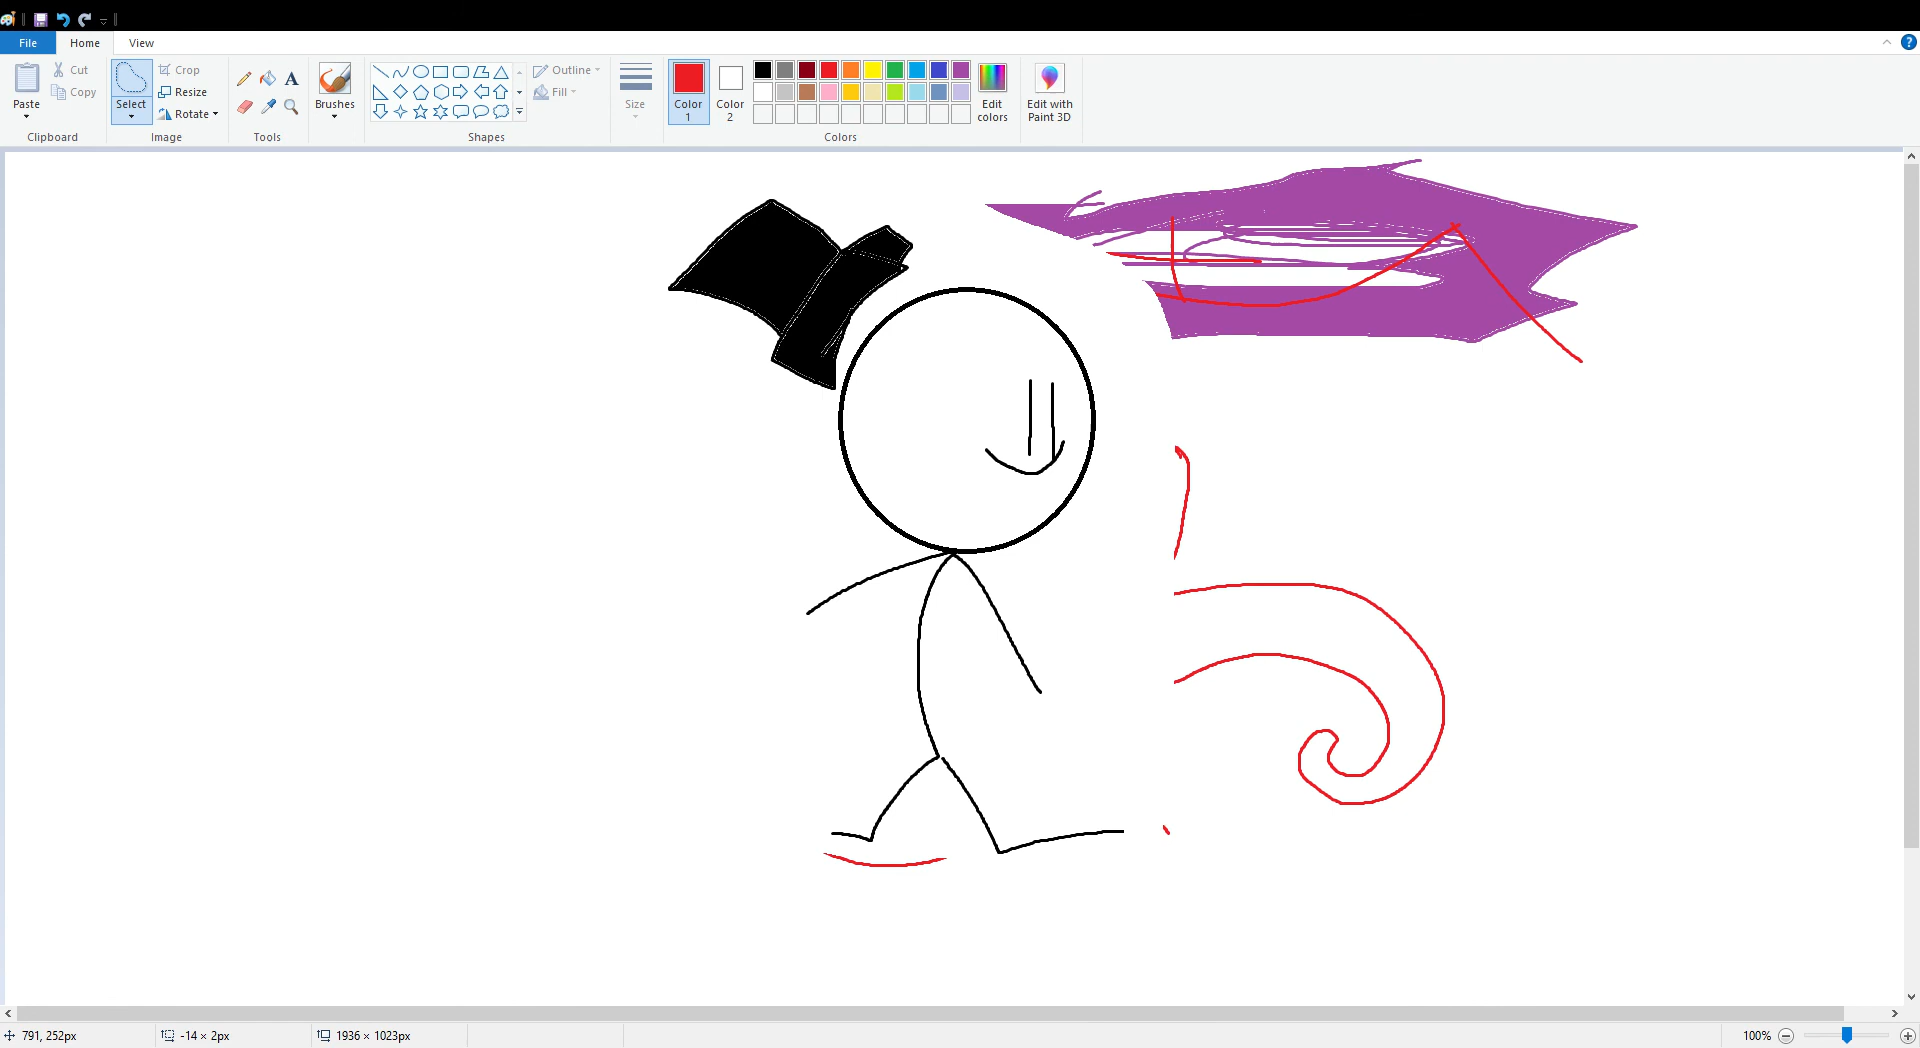 File Home View
Paste Cut Copy
Clipboard
Select Crop Resize Rotate
Image
A
Tools
Brushes
Shapes
Outline Fill
Size
Color 1
Color 2
Edit colors
Colors
Edit with Paint 3D
?
791, 252px -14 × 2px 1936 × 1023px 100%